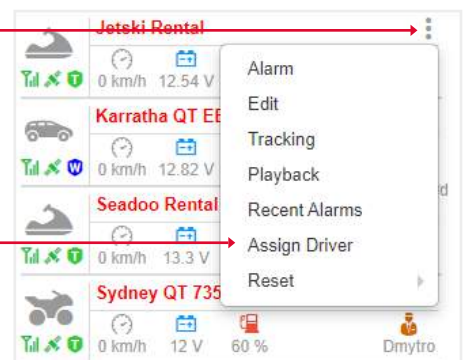 Jetski Rental
0 km/h 12.54 V
T
Karratha QT EE
0 km/h 12.82 V
W
Seadoo Rental
0 km/h 13.3 V
T
Sydney QT 735
0 km/h 12 V 60 % Dmytro
T
Alarm
Edit
Tracking
Playback
Recent Alarms
Assign Driver
Reset